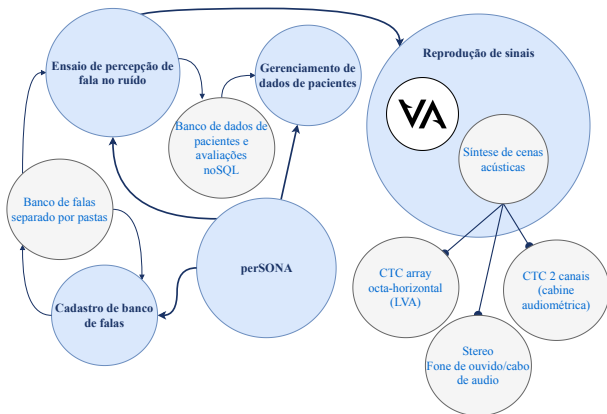 Ensaio de percepção de
fala no ruído
Gerenciamento de
dados de pacientes
Reprodução de sinais
VA
Banco de dados de
pacientes e
avaliações
noSQL
Síntese de cenas
acústicas
Banco de falas
separado por pastas
perSONA
CTC array
octa-horizontal
(LVA)
CTC 2 canais
(cabine
audiométrica)
Cadastro de banco
de falas
Stereo
Fone de ouvido/cabo
de audio